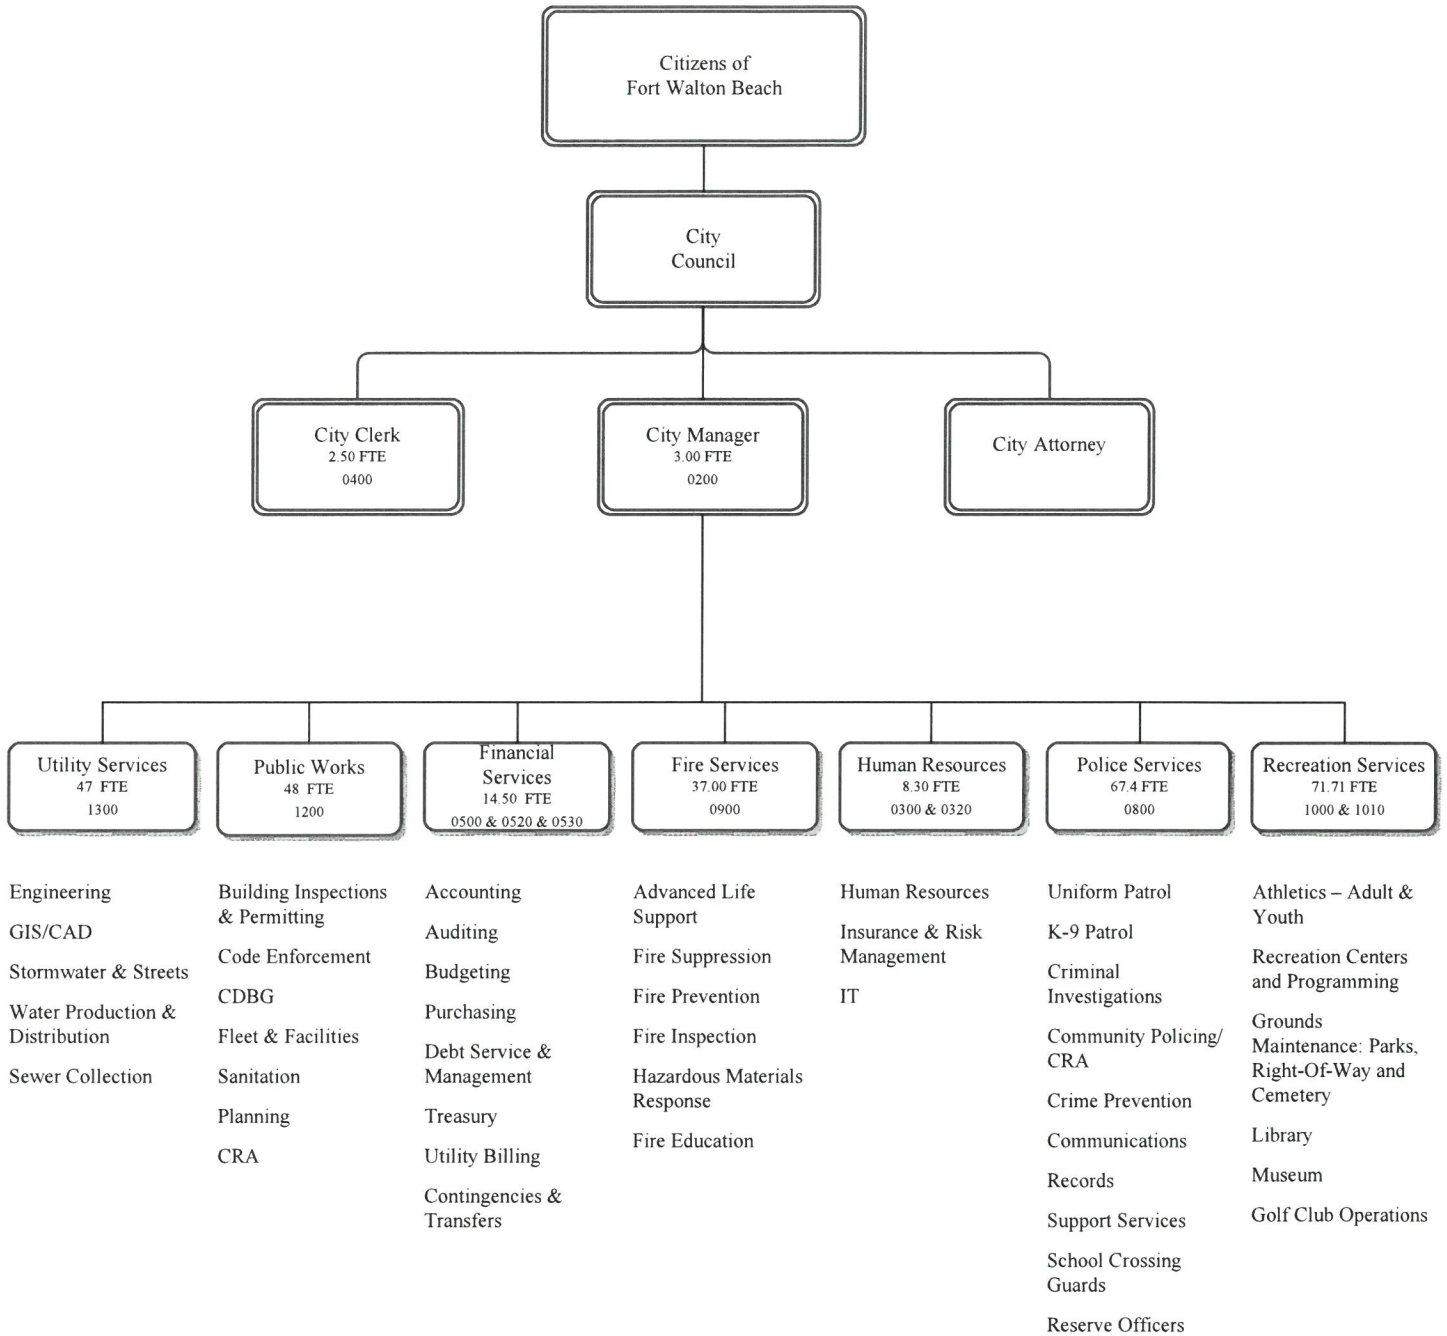 Citizens of
Fort Walton Beach
City
Council
City Clerk
2.50 FTE
0400
City Manager
3.00 FTE
0200
City Attorney
Utility Services
47 FTE
1300
Public Works
48 FTE
1200
Financial
Services
14.50 FTE
0500 & 0520 & 0530
Fire Services
37.00 FTE
0900
Human Resources
8.30 FTE
0300 & 0320
Police Services
67.4 FTE
0800
Recreation Services
71.71 FTE
1000 & 1010
Engineering
GIS/CAD
Stormwater & Streets
Water Production &
Distribution
Sewer Collection
Building Inspections
& Permitting
Code Enforcement
CDBG
Fleet & Facilities
Sanitation
Planning
CRA
Accounting
Auditing
Budgeting
Purchasing
Debt Service &
Management
Treasury
Utility Billing
Contingencies &
Transfers
Advanced Life
Support
Fire Suppression
Fire Prevention
Fire Inspection
Hazardous Materials
Response
Fire Education
Human Resources
Insurance & Risk
Management
IT
Uniform Patrol
K-9 Patrol
Criminal
Investigations
Community Policing/
CRA
Crime Prevention
Communications
Records
Support Services
School Crossing
Guards
Reserve Officers
Athletics – Adult &
Youth
Recreation Centers
and Programming
Grounds
Maintenance: Parks,
Right-Of-Way and
Cemetery
Library
Museum
Golf Club Operations